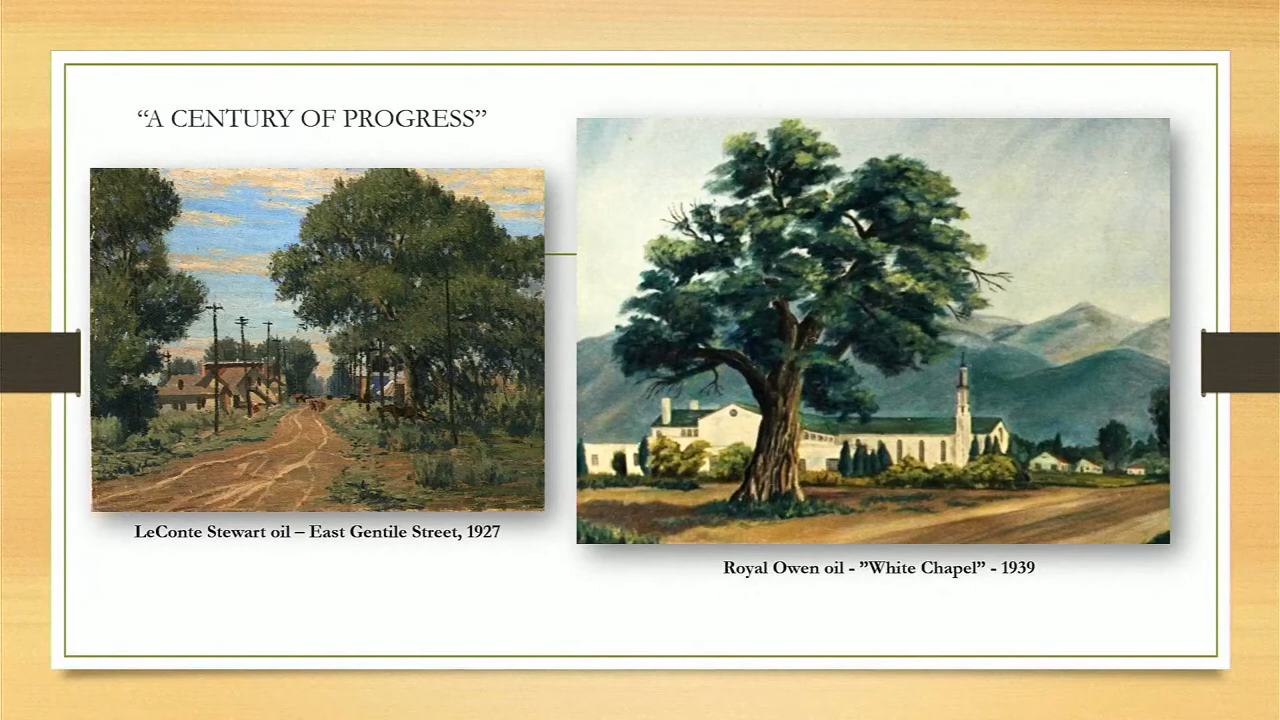 “A CENTURY OF PROGRESS”
LeConte Stewart oil – East Gentile Street, 1927
Royal Owen oil - ”White Chapel” - 1939